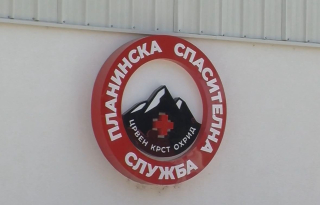 ПЛАНИНСКА СПАСИТЕЛНА
СЛУЖБА
ЦРВЕН КРСТ ОХРИД